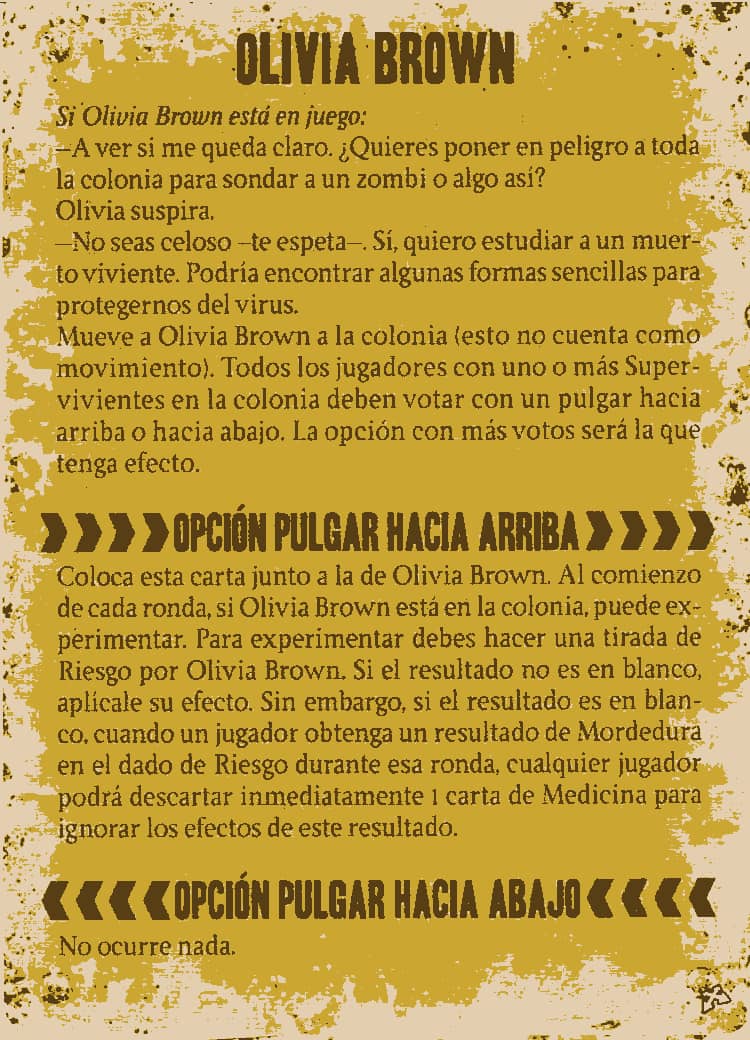 OLIVIA BROWN
Si Olivia Brown está en juego:
–A ver si me queda claro. ¿Quieres poner en peligro a toda
la colonia para sondar a un zombi o algo así?
Olivia suspira.
–No seas celoso –te espeta–. Sí, quiero estudiar a un muer-
to viviente. Podría encontrar algunas formas sencillas para
protegernos del virus.
Mueve a Olivia Brown a la colonia (esto no cuenta como
movimiento). Todos los jugadores con uno o más Super-
vivientes en la colonia deben votar con un pulgar hacia
arriba o hacia abajo. La opción con más votos será la que
tenga efecto.
OPCIÓN PULGAR HACIA ARRIBA
Coloca esta carta junto a la de Olivia Brown. Al comienzo
de cada ronda, si Olivia Brown está en la colonia, puede ex-
perimentar. Para experimentar debes hacer una tirada de
Riesgo por Olivia Brown. Si el resultado no es en blanco,
aplícale su efecto. Sin embargo, si el resultado es en blan-
co, cuando un jugador obtenga un resultado de Mordedura
en el dado de Riesgo durante esa ronda, cualquier jugador
podrá descartar inmediatamente 1 carta de Medicina para
ignorar los efectos de este resultado.
OPCIÓN PULGAR HACIA ABAJO
No ocurre nada.